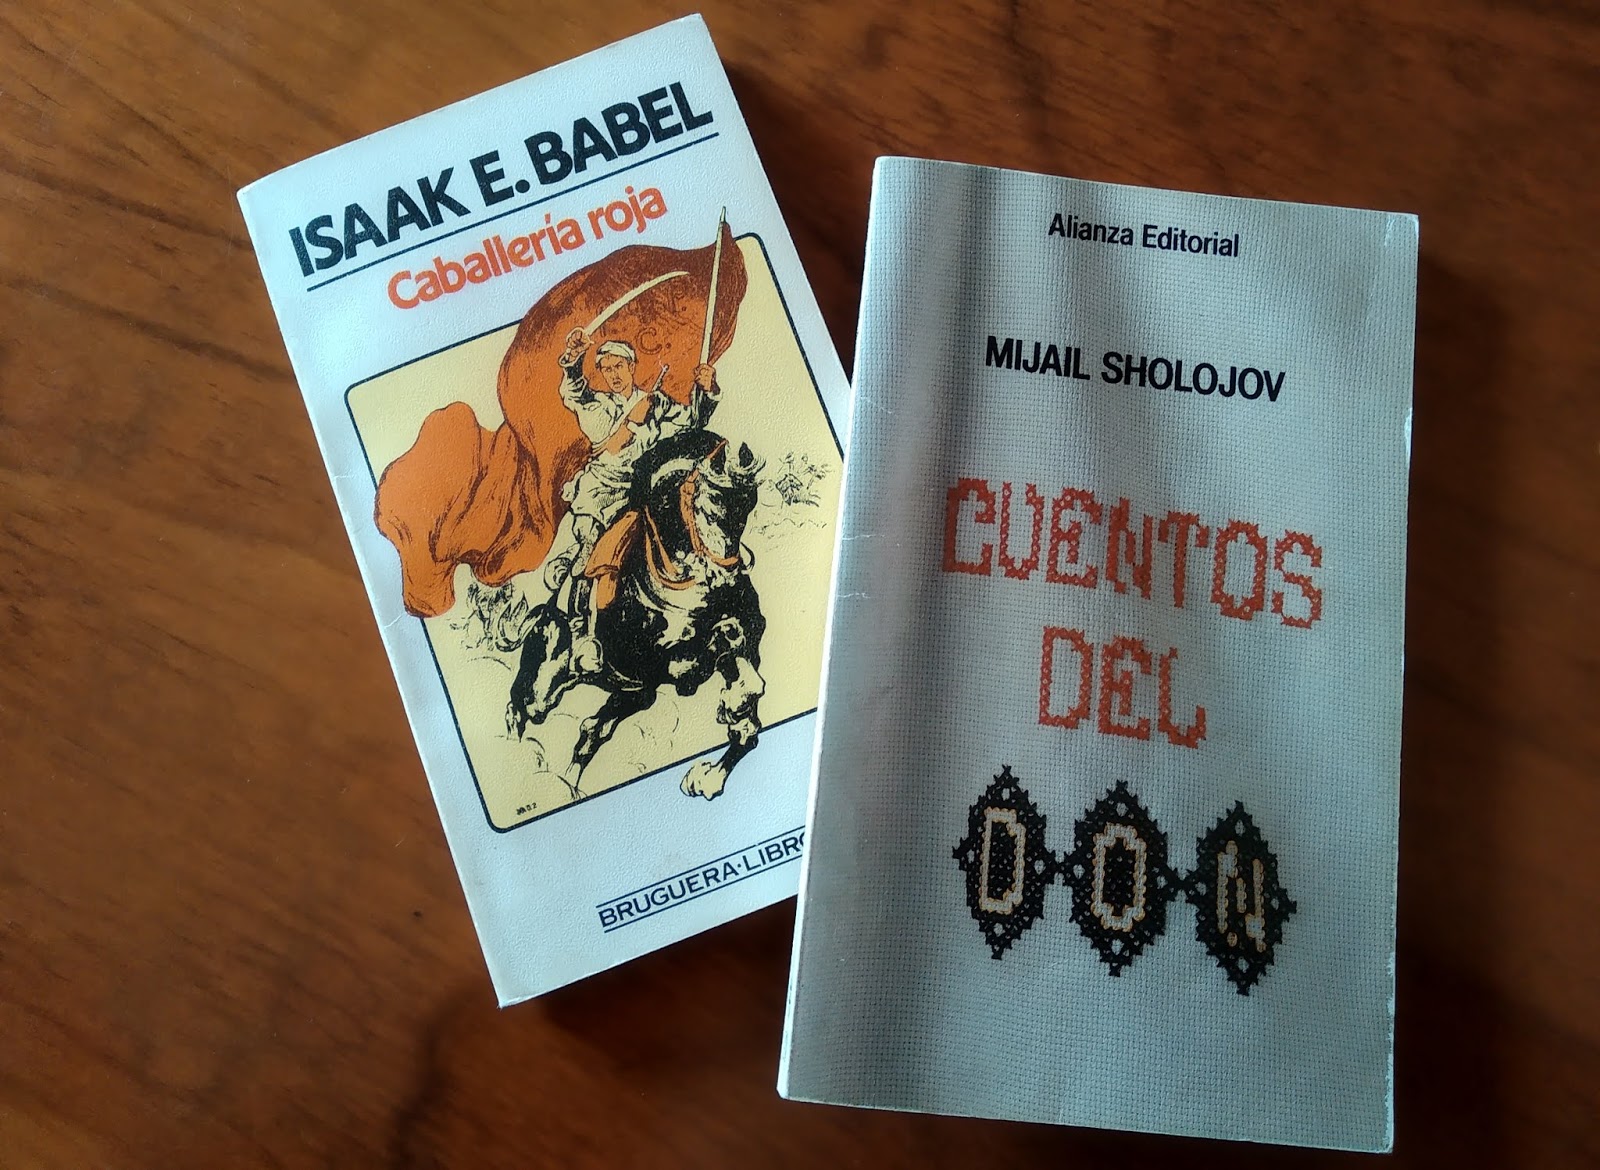 ISAAK E. BABEL
Caballería roja
BRUGUERA·LIBRO
Alianza Editorial
MIJAIL SHOLOJOV
CUENTOS
DEL
DON